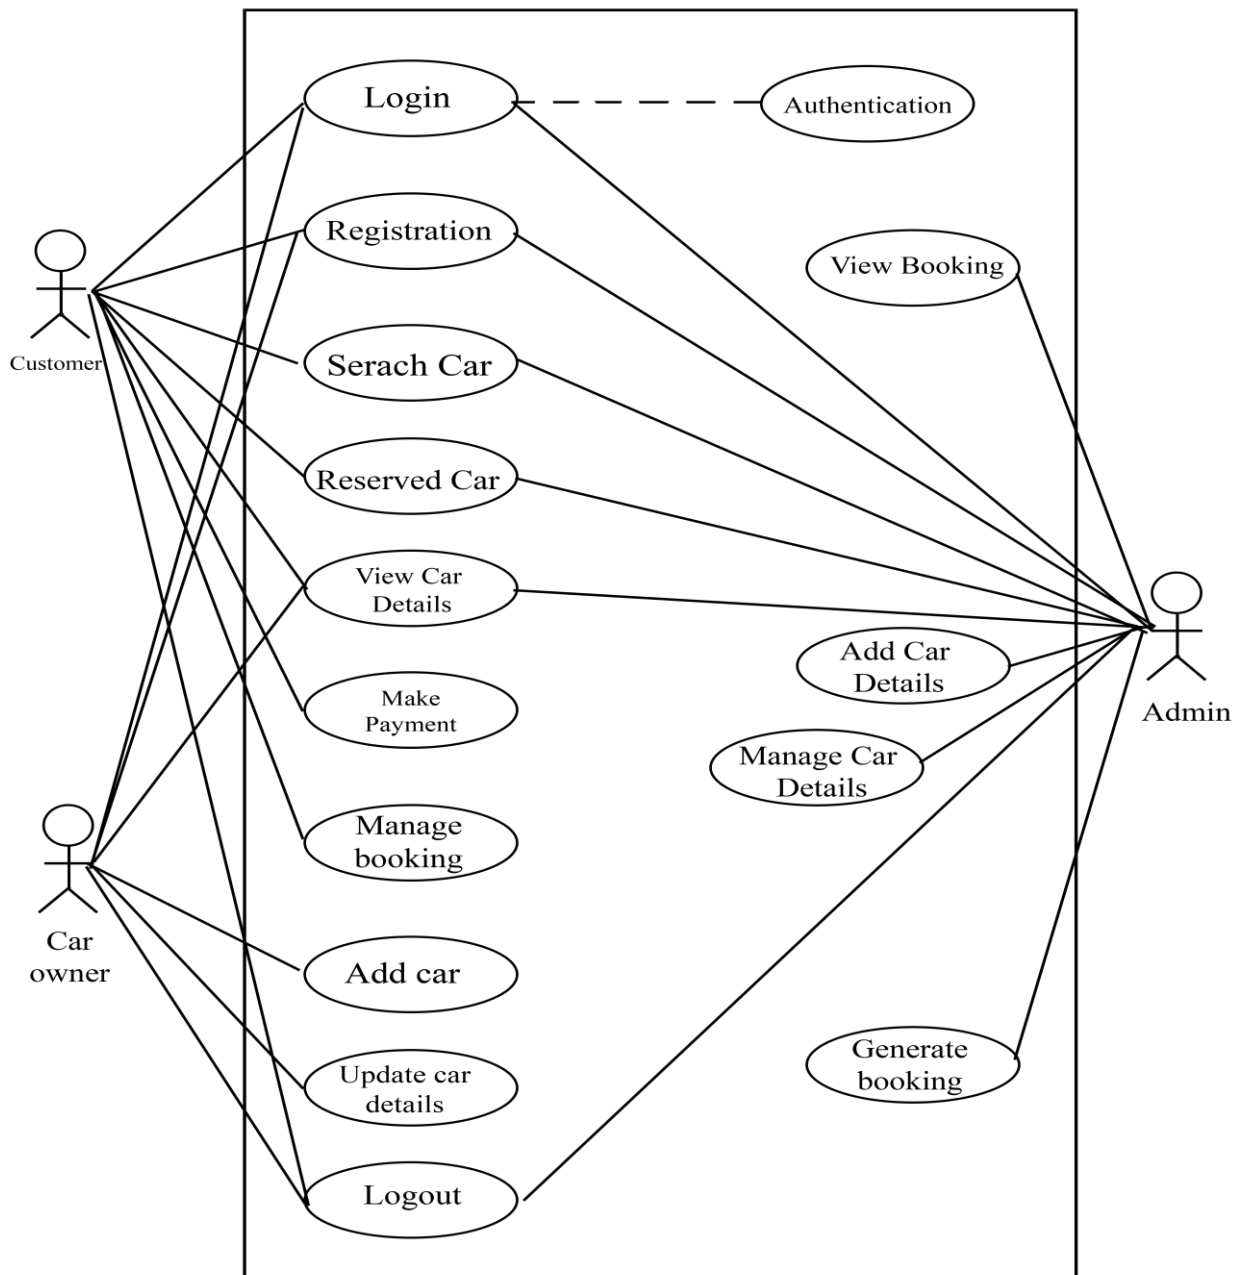 Login
Authentication
Registration
View Booking
Customer
Serach Car
Reserved Car
View Car
Details
Add Car
Details
Admin
Make
Payment
Manage Car
Details
Manage
booking
Car
owner
Add car
Generate
booking
Update car
details
Logout